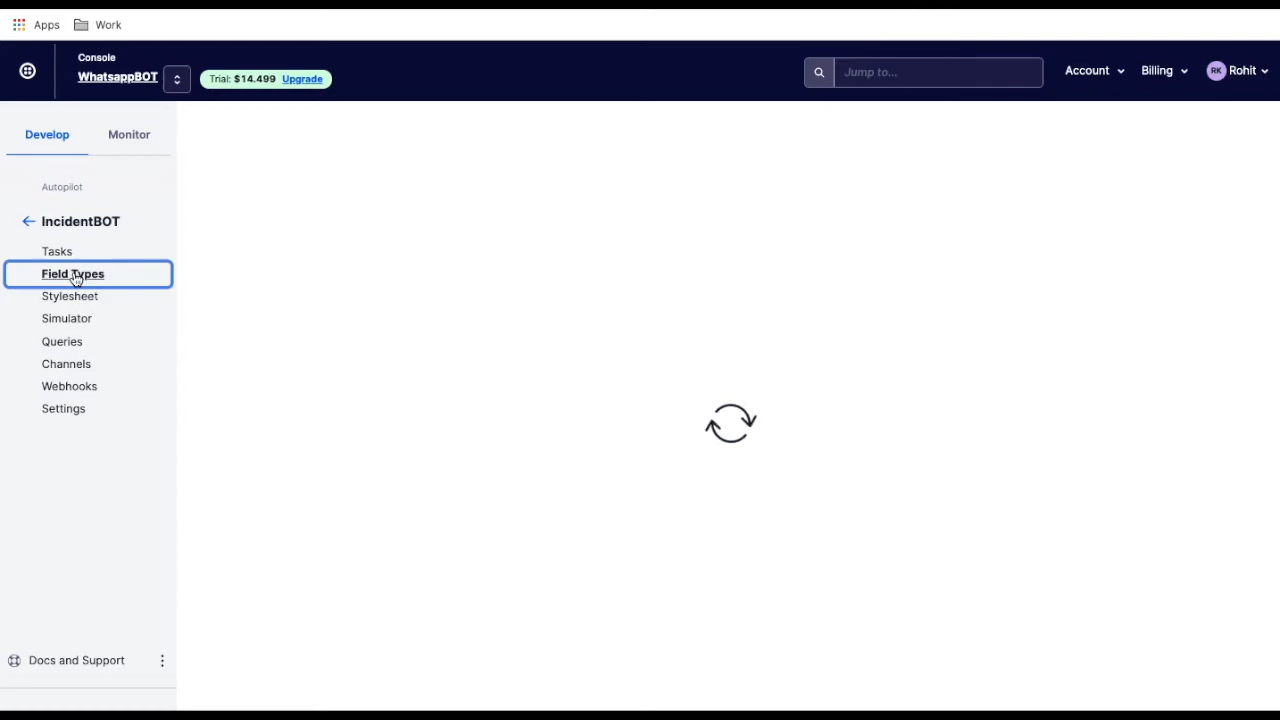 Apps Work
Console
WhatsappBOT
Trial: $14.499 Upgrade
Jump to...
Account
Billing
RK Rohit
Develop Monitor
Autopilot
IncidentBOT
Tasks
Field Types
Stylesheet
Simulator
Queries
Channels
Webhooks
Settings
Docs and Support